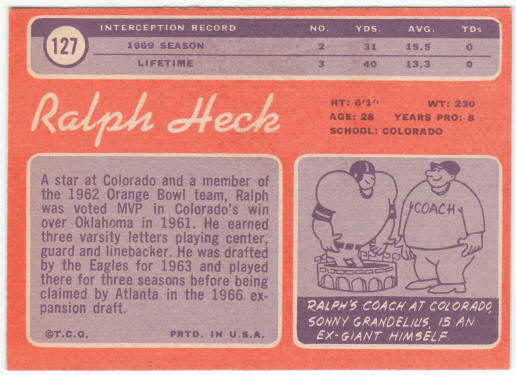 127
INTERCEPTION RECORD NO. YDS. AVG. TDs
1969 SEASON 2 31 15.5 0
LIFETIME 3 40 13.3 0
Ralph Heck
HT: 6'1" WT: 230
AGE: 28 YEARS PRO: 8
SCHOOL: COLORADO
A star at Colorado and a member of
the 1962 Orange Bowl team, Ralph
was voted MVP in Colorado's win
over Oklahoma in 1961. He earned
three varsity letters playing center,
guard and linebacker. He was drafted
by the Eagles for 1963 and played
there for three seasons before being
claimed by Atlanta in the 1966 ex-
pansion draft.
©T.C.G. PRTD. IN U.S.A.
COACH
RALPH'S COACH AT COLORADO,
SONNY GRANDELIUS, IS AN
EX-GIANT HIMSELF.